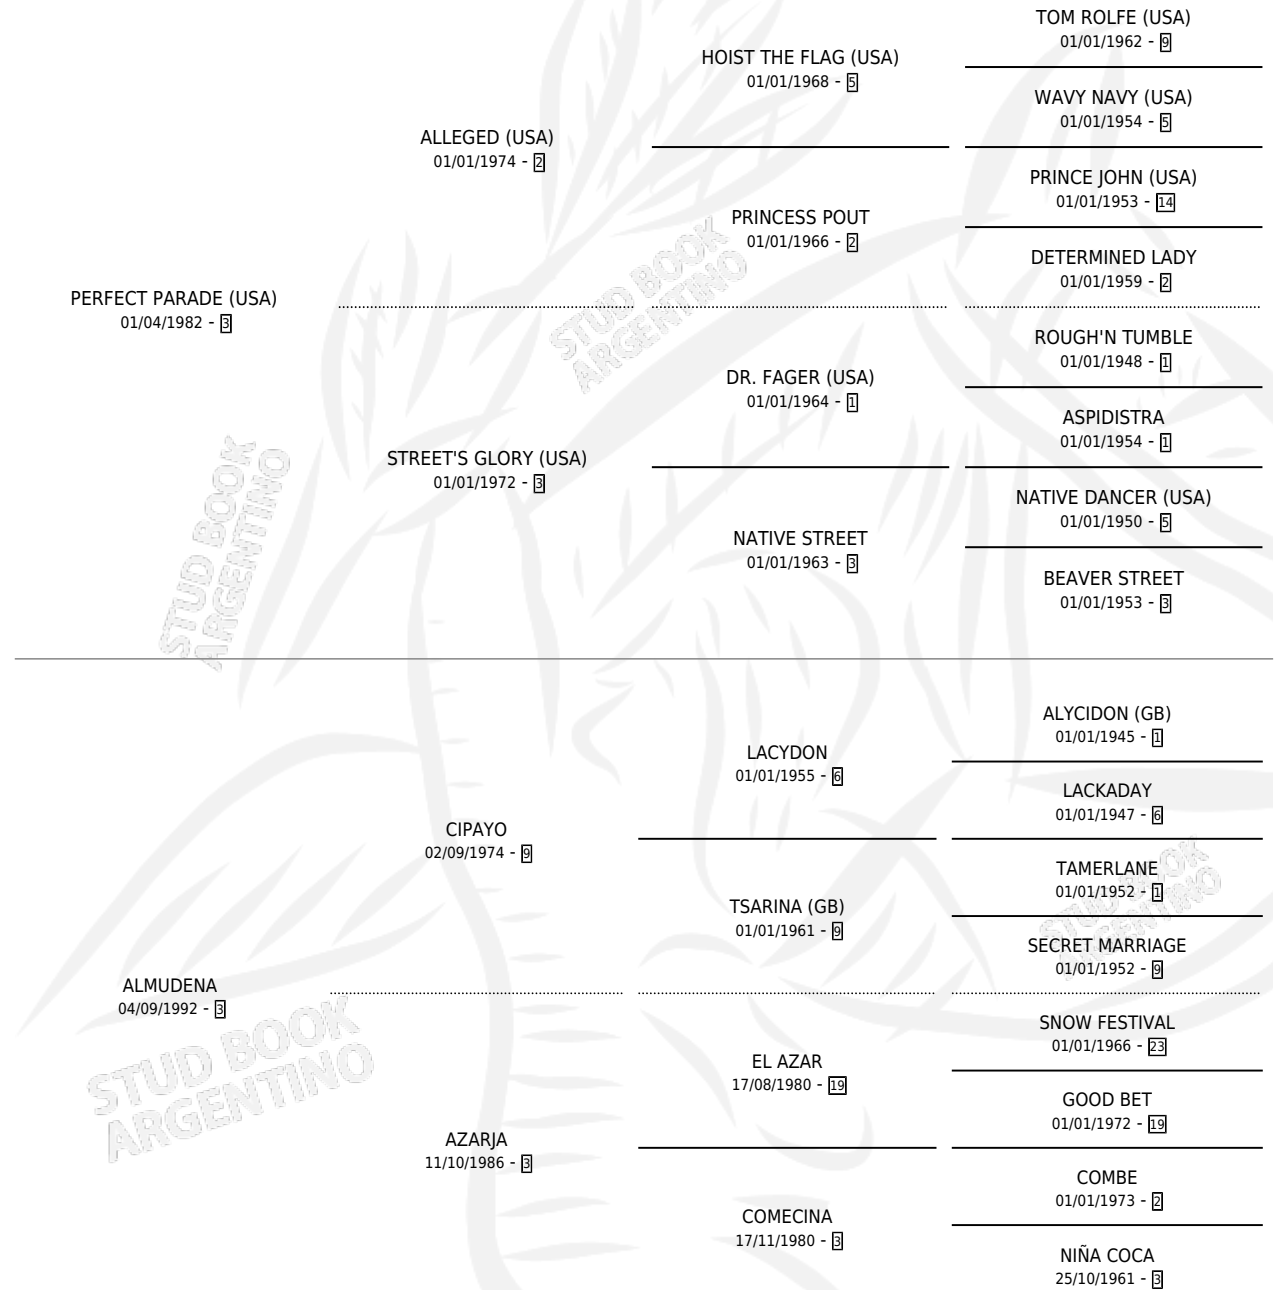 TOM ROLFE (USA)
01/01/1962 - 9
HOIST THE FLAG (USA)
01/01/1968 - 5
WAVY NAVY (USA)
01/01/1954 - 5
ALLEGED (USA)
01/01/1974 - 2
PRINCE JOHN (USA)
01/01/1953 - 14
PRINCESS POUT
01/01/1966 - 2
DETERMINED LADY
01/01/1959 - 2
PERFECT PARADE (USA)
01/04/1982 - 3
STUD BOOK
ARGENTINO
ROUGH'N TUMBLE
01/01/1948 - 1
DR. FAGER (USA)
01/01/1964 - 1
ASPIDISTRA
01/01/1954 - 1
STREET'S GLORY (USA)
01/01/1972 - 3
NATIVE DANCER (USA)
01/01/1950 - 5
NATIVE STREET
01/01/1963 - 3
BEAVER STREET
01/01/1953 - 3
STUD BOOK
ARGENTINO
ALYCIDON (GB)
01/01/1945 - 1
LACYDON
01/01/1955 - 6
LACKADAY
01/01/1947 - 6
CIPAYO
02/09/1974 - 9
TAMERLANE
01/01/1952 - 1
TSARINA (GB)
01/01/1961 - 9
SECRET MARRIAGE
01/01/1952 - 9
STUD BOOK
ARGENTINO
ALMUDENA
04/09/1992 - 3
SNOW FESTIVAL
01/01/1966 - 23
EL AZAR
17/08/1980 - 19
GOOD BET
01/01/1972 - 19
STUD BOOK
ARGENTINO
AZARJA
11/10/1986 - 3
COMBE
01/01/1973 - 2
COMECINA
17/11/1980 - 3
NIÑA COCA
25/10/1961 - 3